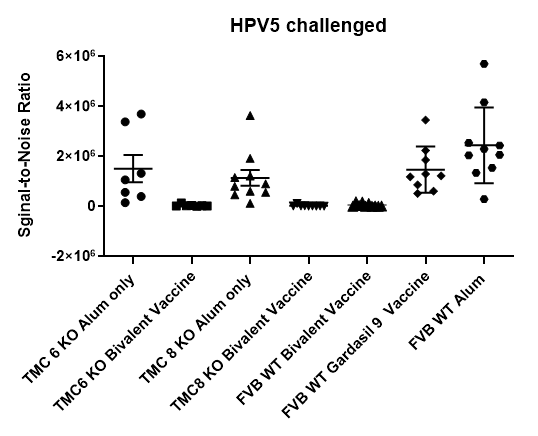 HPV5 challenged
Sginal-to-Noise Ratio
6×10⁶
4×10⁶
2×10⁶
0
-2×10⁶
TMC 6 KO Alum only
TMC6 KO Bivalent Vaccine
TMC 8 KO Alum only
TMC8 KO Bivalent Vaccine
FVB WT Bivalent Vaccine
FVB WT Gardasil 9 Vaccine
FVB WT Alum